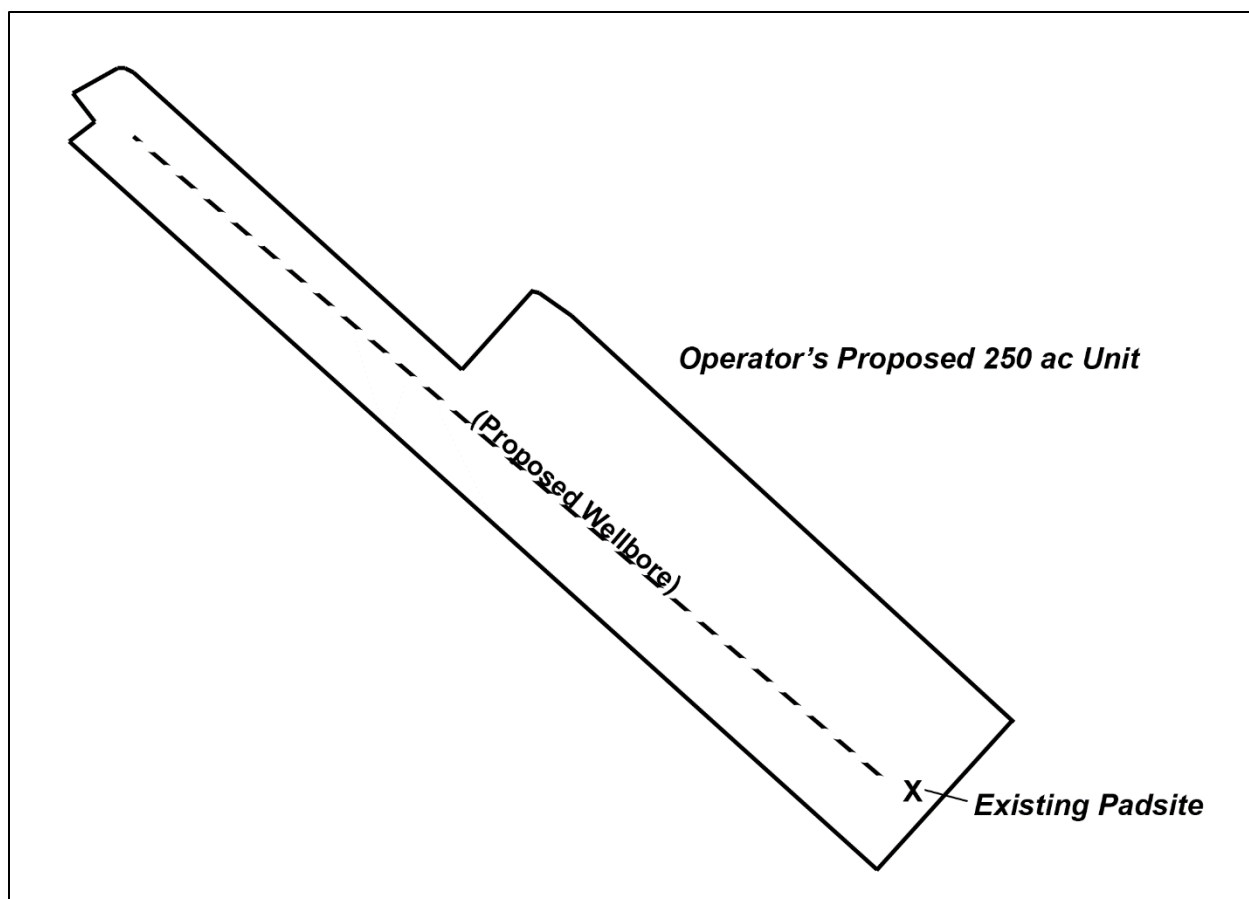 Operator’s Proposed 250 ac Unit
(Proposed Wellbore)
X
Existing Padsite